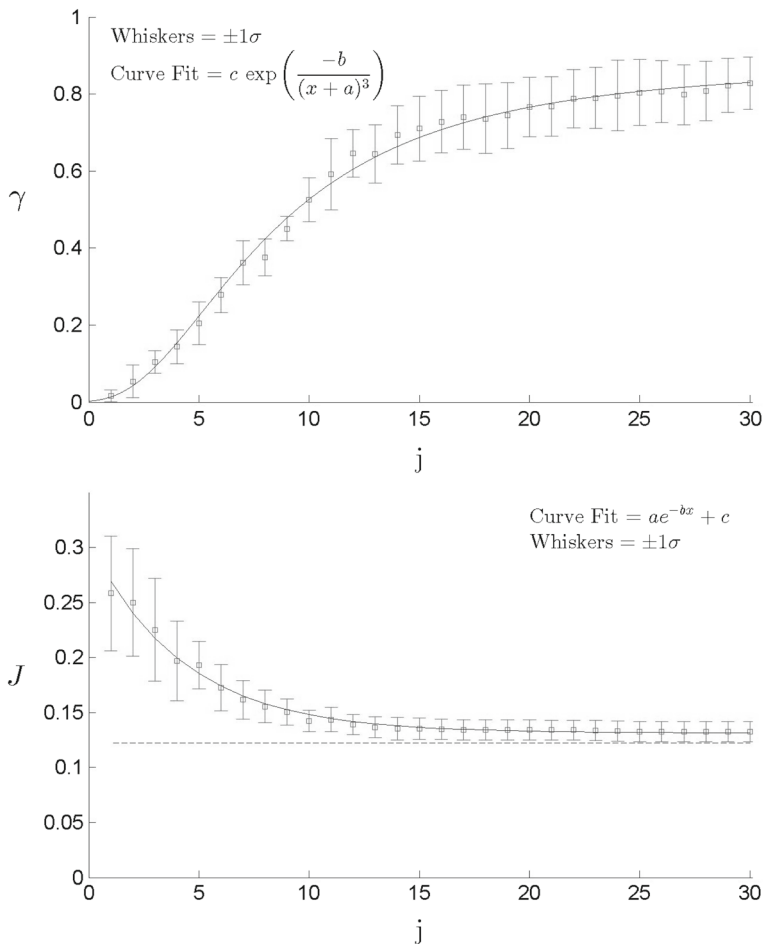 1
0.8
0.6
0.4
0.2
0
γ
Whiskers = ±1σ
Curve Fit = c exp(−b/(x + a)³)
0 5 10 15 20 25 30
j
0.3
0.25
0.2
0.15
0.1
0.05
0
J
Curve Fit = ae^{−bx} + c
Whiskers = ±1σ
0 5 10 15 20 25 30
j